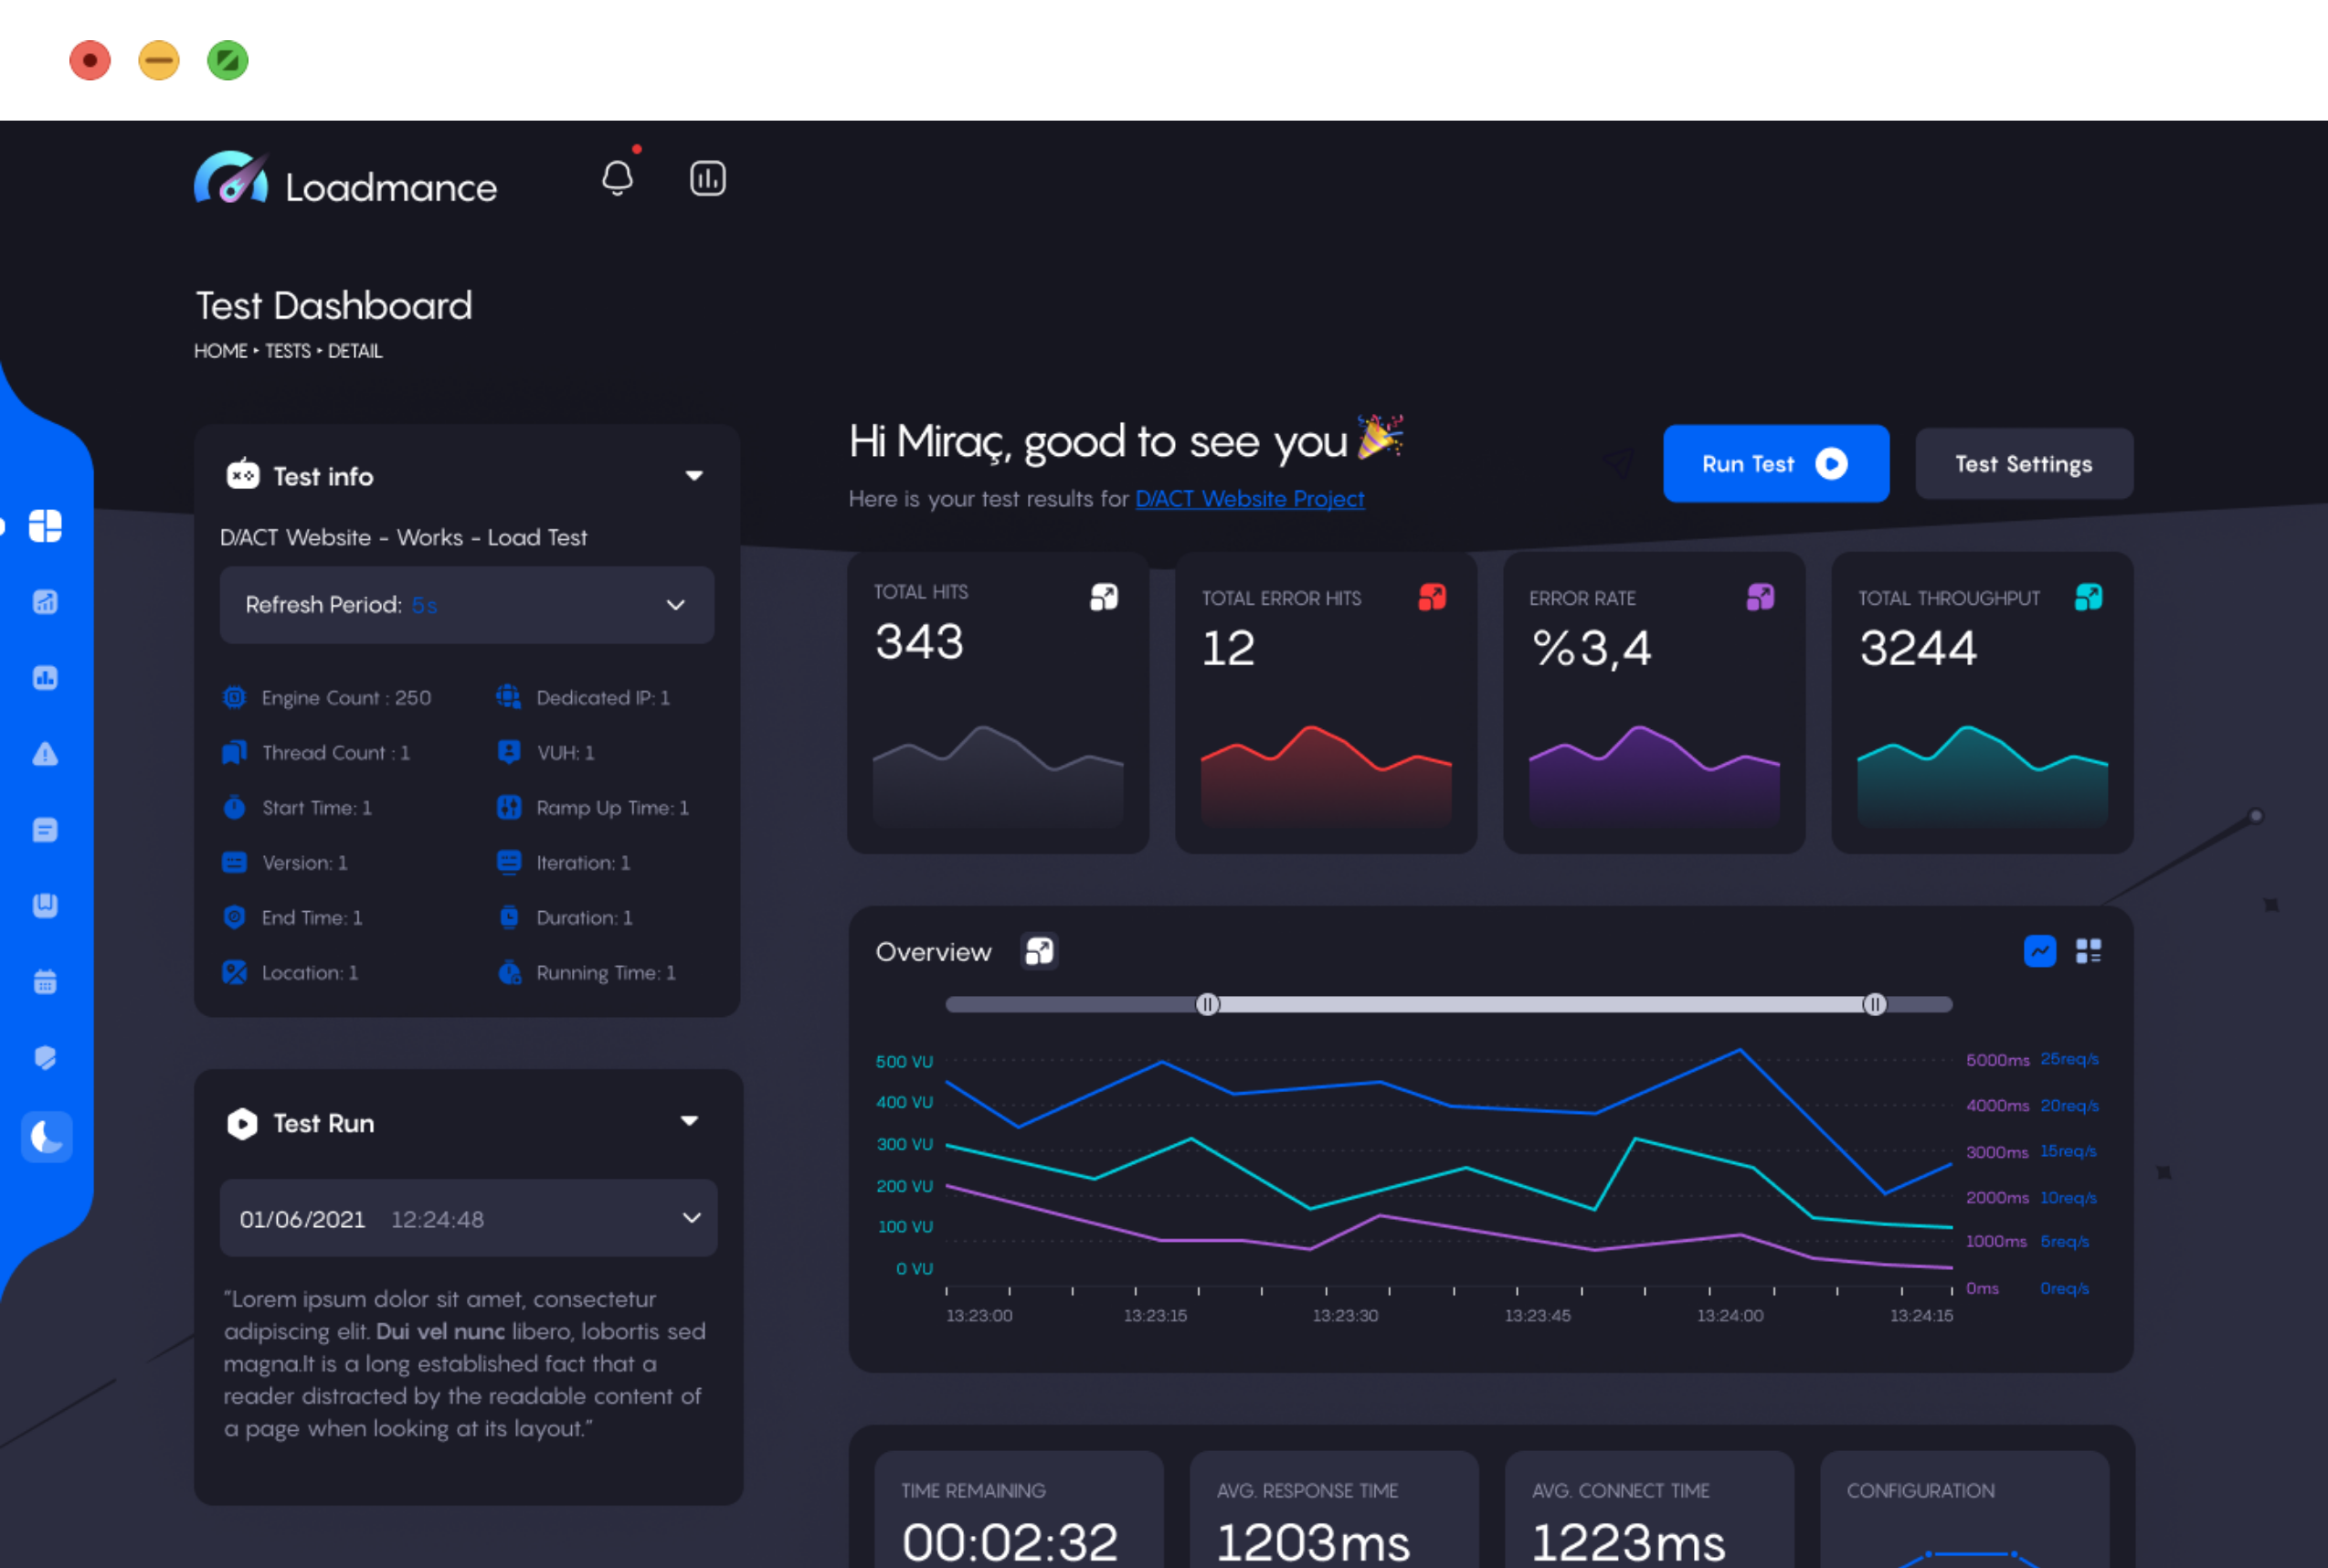 Loadmance
Test Dashboard
HOME ‣ TESTS ‣ DETAIL
Test info
D/ACT Website - Works - Load Test
Refresh Period: 5s
Engine Count : 250
Dedicated IP: 1
Thread Count : 1
VUH: 1
Start Time: 1
Ramp Up Time: 1
Version: 1
Iteration: 1
End Time: 1
Duration: 1
Location: 1
Running Time: 1
Test Run
01/06/2021 12:24:48
“Lorem ipsum dolor sit amet, consectetur
adipiscing elit. Dui vel nunc libero, lobortis sed
magna.It is a long established fact that a
reader distracted by the readable content of
a page when looking at its layout.”
Hi Miraç, good to see you🎉
Here is your test results for D/ACT Website Project
Run Test
Test Settings
TOTAL HITS
343
TOTAL ERROR HITS
12
ERROR RATE
%3,4
TOTAL THROUGHPUT
3244
Overview
500 VU
400 VU
300 VU
200 VU
100 VU
0 VU
5000ms 25req/s
4000ms 20req/s
3000ms 15req/s
2000ms 10req/s
1000ms 5req/s
0ms 0req/s
13:23:00 13:23:15 13:23:30 13:23:45 13:24:00 13:24:15
TIME REMAINING
00:02:32
AVG. RESPONSE TIME
1203ms
AVG. CONNECT TIME
1223ms
CONFIGURATION